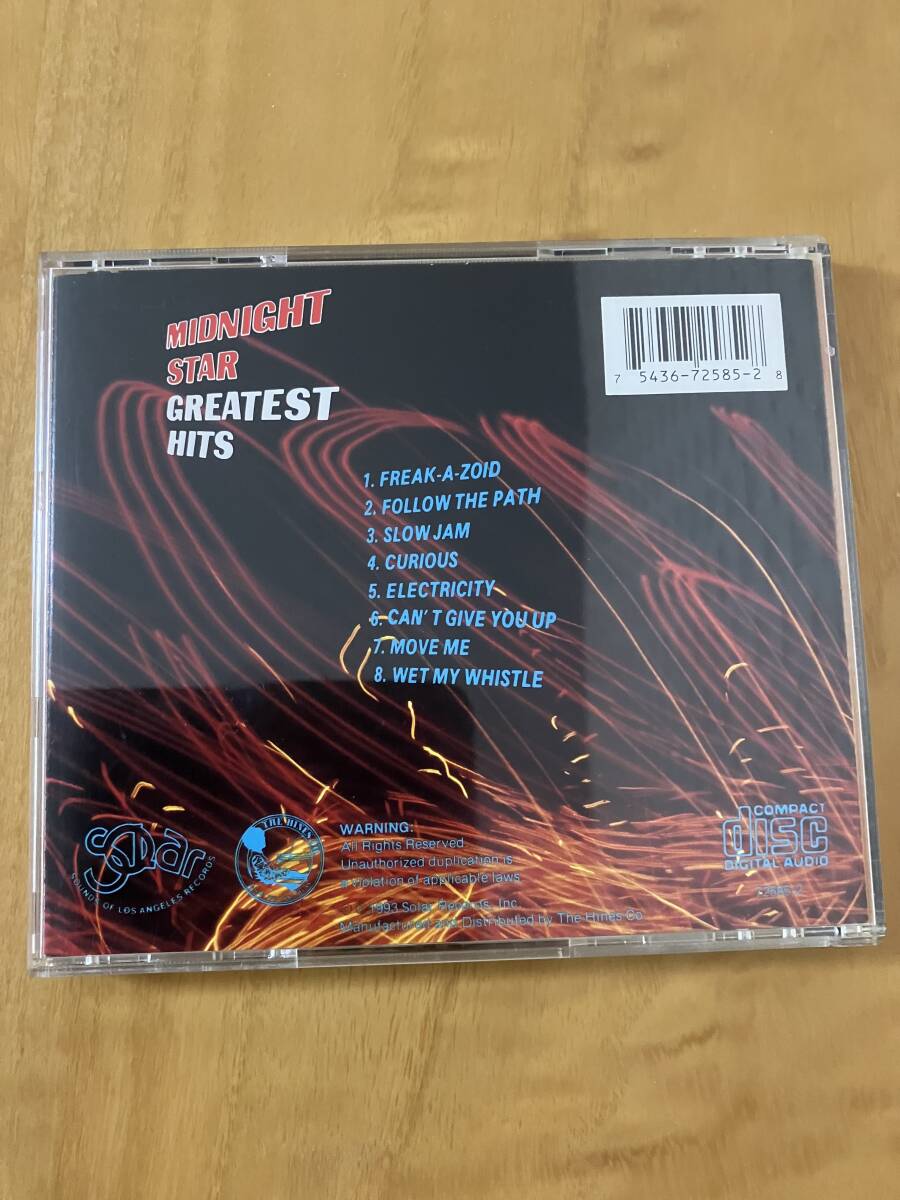 MIDNIGHT
STAR
GREATEST
HITS
7 5436-72585-2 8
1. FREAK-A-ZOID
2. FOLLOW THE PATH
3. SLOW JAM
4. CURIOUS
5. ELECTRICITY
6. CAN'T GIVE YOU UP
7. MOVE ME
8. WET MY WHISTLE
Solar
SOUNDS OF LOS ANGELES RECORDS
THE HINES
WARNING:
All Rights Reserved
Unauthorized duplication is
a violation of applicable laws
1993 Solar Records, Inc.
Manufactured and Distributed by The Hines Co.
COMPACT
disc
DIGITAL AUDIO
72585-2